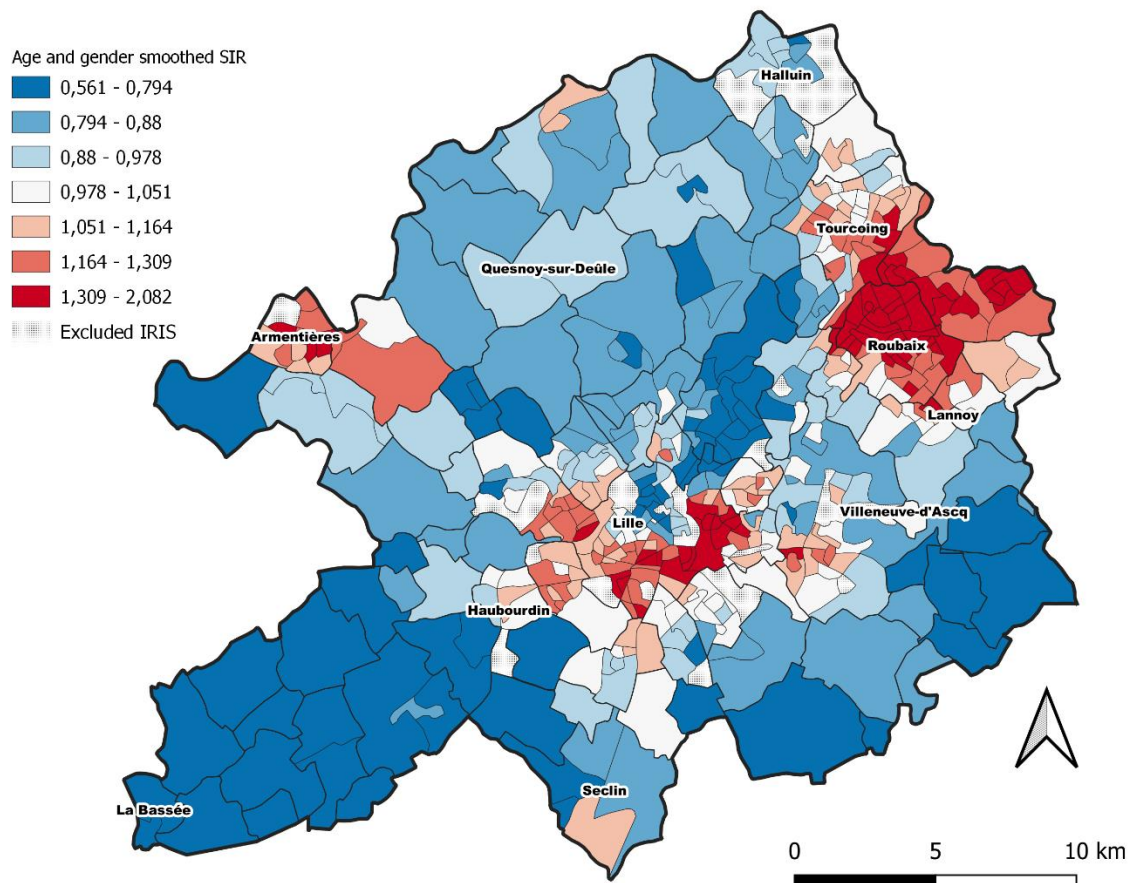 Age and gender smoothed SIR
0,561 - 0,794
0,794 - 0,88
0,88 - 0,978
0,978 - 1,051
1,051 - 1,164
1,164 - 1,309
1,309 - 2,082
Excluded IRIS
Halluin
Tourcoing
Quesnoy-sur-Deûle
Armentières
Roubaix
Lannoy
Villeneuve-d'Ascq
Lille
Haubourdin
Seclin
La Bassée
0 5 10 km